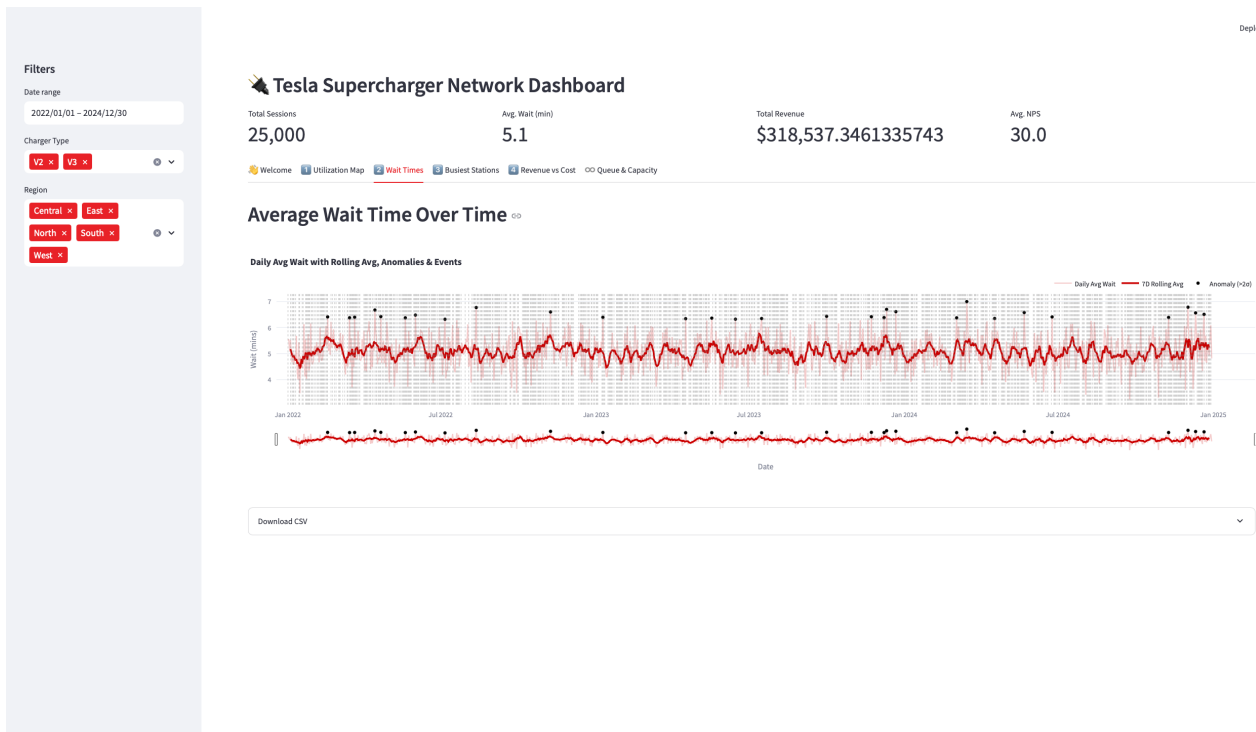 Depl
Filters
Date range
2022/01/01 – 2024/12/30
Charger Type
V2 × V3 ×
Region
Central × East ×
North × South ×
West ×
Tesla Supercharger Network Dashboard
Total Sessions Avg. Wait (min) Total Revenue Avg. NPS
25,000 5.1 $318,537.3461335743 30.0
👋 Welcome 1 Utilization Map 2 Wait Times 3 Busiest Stations 4 Revenue vs Cost Queue & Capacity
Average Wait Time Over Time
Daily Avg Wait with Rolling Avg, Anomalies & Events
Daily Avg Wait 7D Rolling Avg Anomaly (>2σ)
Wait (mins)
7
6
5
4
Jan 2022 Jul 2022 Jan 2023 Jul 2023 Jan 2024 Jul 2024 Jan 2025
Date
Download CSV